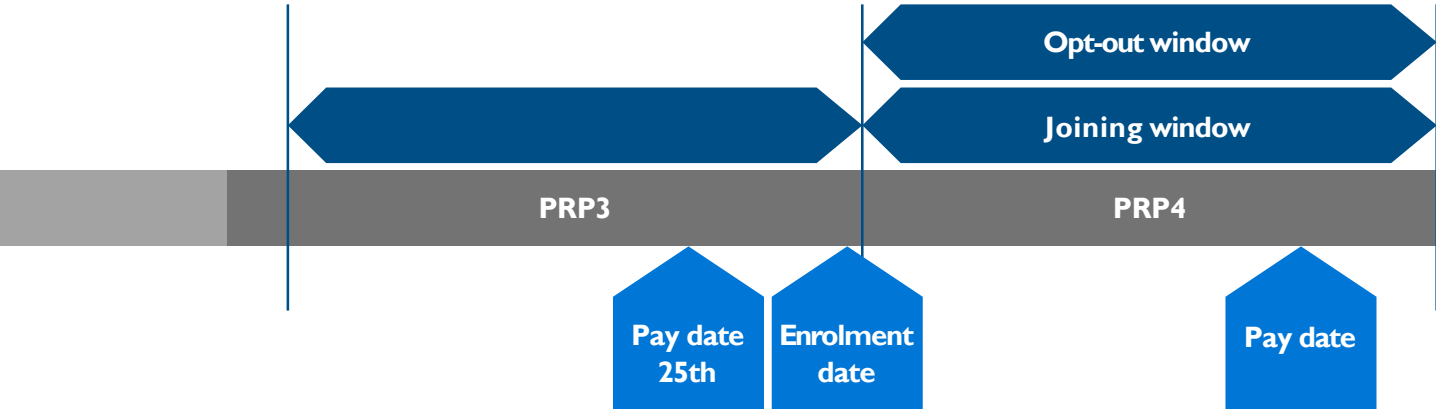 Opt-out window
Joining window
PRP3
PRP4
Pay date
25th
Enrolment
date
Pay date